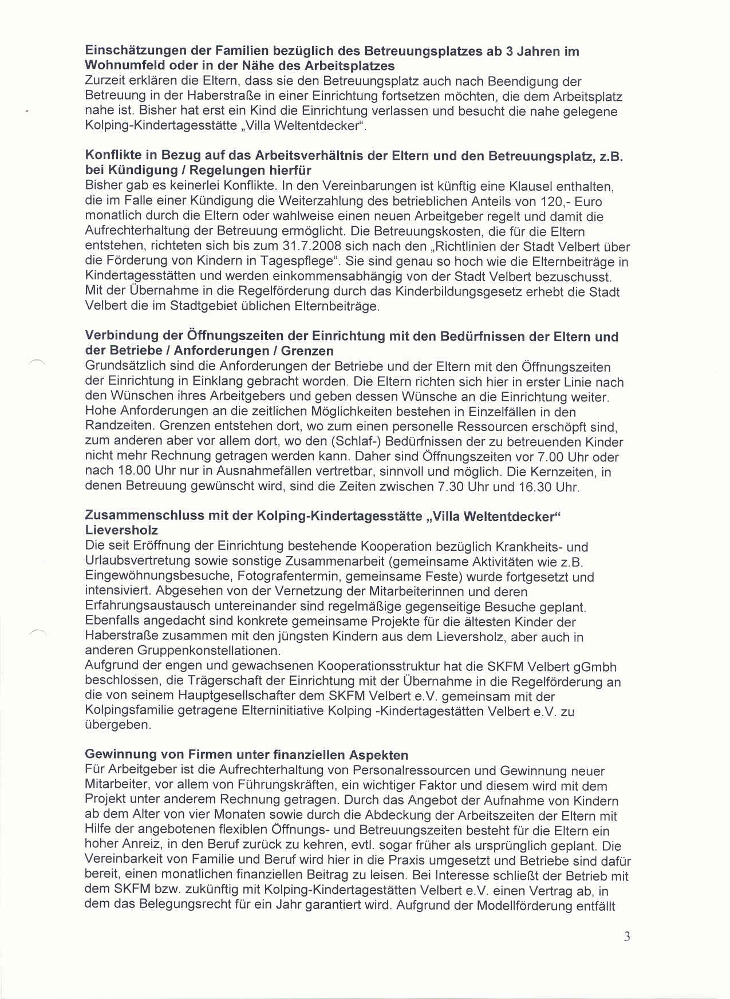 Einschätzungen der Familien bezüglich des Betreuungsplatzes ab 3 Jahren im
Wohnumfeld oder in der Nähe des Arbeitsplatzes
Zurzeit erklären die Eltern, dass sie den Betreuungsplatz auch nach Beendigung der
Betreuung in der Haberstraße in einer Einrichtung fortsetzen möchten, die dem Arbeitsplatz
nahe ist. Bisher hat erst ein Kind die Einrichtung verlassen und besucht die nahe gelegene
Kolping-Kindertagesstätte „Villa Weltentdecker“.

Konflikte in Bezug auf das Arbeitsverhältnis der Eltern und den Betreuungsplatz, z.B.
bei Kündigung / Regelungen hierfür
Bisher gab es keinerlei Konflikte. In den Vereinbarungen ist künftig eine Klausel enthalten,
die im Falle einer Kündigung die Weiterzahlung des betrieblichen Anteils von 120,- Euro
monatlich durch die Eltern oder wahlweise einen neuen Arbeitgeber regelt und damit die
Aufrechterhaltung der Betreuung ermöglicht. Die Betreuungskosten, die für die Eltern
entstehen, richteten sich bis zum 31.7.2008 sich nach den „Richtlinien der Stadt Velbert über
die Förderung von Kindern in Tagespflege“. Sie sind genau so hoch wie die Elternbeiträge in
Kindertagesstätten und werden einkommensabhängig von der Stadt Velbert bezuschusst.
Mit der Übernahme in die Regelförderung durch das Kinderbildungsgesetz erhebt die Stadt
Velbert die im Stadtgebiet üblichen Elternbeiträge.

Verbindung der Öffnungszeiten der Einrichtung mit den Bedürfnissen der Eltern und
der Betriebe / Anforderungen / Grenzen
Grundsätzlich sind die Anforderungen der Betriebe und der Eltern mit den Öffnungszeiten
der Einrichtung in Einklang gebracht worden. Die Eltern richten sich hier in erster Linie nach
den Wünschen ihres Arbeitgebers und geben dessen Wünsche an die Einrichtung weiter.
Hohe Anforderungen an die zeitlichen Möglichkeiten bestehen in Einzelfällen in den
Randzeiten. Grenzen entstehen dort, wo zum einen personelle Ressourcen erschöpft sind,
zum anderen aber vor allem dort, wo den (Schlaf-) Bedürfnissen der zu betreuenden Kinder
nicht mehr Rechnung getragen werden kann. Daher sind Öffnungszeiten vor 7.00 Uhr oder
nach 18.00 Uhr nur in Ausnahmefällen vertretbar, sinnvoll und möglich. Die Kernzeiten, in
denen Betreuung gewünscht wird, sind die Zeiten zwischen 7.30 Uhr und 16.30 Uhr.

Zusammenschluss mit der Kolping-Kindertagesstätte „Villa Weltentdecker“
Lieversholz
Die seit Eröffnung der Einrichtung bestehende Kooperation bezüglich Krankheits- und
Urlaubsvertretung sowie sonstige Zusammenarbeit (gemeinsame Aktivitäten wie z.B.
Eingewöhnungsbesuche, Fotografentermin, gemeinsame Feste) wurde fortgesetzt und
intensiviert. Abgesehen von der Vernetzung der Mitarbeiterinnen und deren
Erfahrungsaustausch untereinander sind regelmäßige gegenseitige Besuche geplant.
Ebenfalls angedacht sind konkrete gemeinsame Projekte für die ältesten Kinder der
Haberstraße zusammen mit den jüngsten Kindern aus dem Lieversholz, aber auch in
anderen Gruppenkonstellationen.
Aufgrund der engen und gewachsenen Kooperationsstruktur hat die SKFM Velbert gGmbh
beschlossen, die Trägerschaft der Einrichtung mit der Übernahme in die Regelförderung an
die von seinem Hauptgesellschafter dem SKFM Velbert e.V. gemeinsam mit der
Kolpingsfamilie getragene Elterninitiative Kolping -Kindertagestätten Velbert e.V. zu
übergeben.

Gewinnung von Firmen unter finanziellen Aspekten
Für Arbeitgeber ist die Aufrechterhaltung von Personalressourcen und Gewinnung neuer
Mitarbeiter, vor allem von Führungskräften, ein wichtiger Faktor und diesem wird mit dem
Projekt unter anderem Rechnung getragen. Durch das Angebot der Aufnahme von Kindern
ab dem Alter von vier Monaten sowie durch die Abdeckung der Arbeitszeiten der Eltern mit
Hilfe der angebotenen flexiblen Öffnungs- und Betreuungszeiten besteht für die Eltern ein
hoher Anreiz, in den Beruf zurück zu kehren, evtl. sogar früher als ursprünglich geplant. Die
Vereinbarkeit von Familie und Beruf wird hier in die Praxis umgesetzt und Betriebe sind dafür
bereit, einen monatlichen finanziellen Beitrag zu leisen. Bei Interesse schließt der Betrieb mit
dem SKFM bzw. zukünftig mit Kolping-Kindertagestätten Velbert e.V. einen Vertrag ab, in
dem das Belegungsrecht für ein Jahr garantiert wird. Aufgrund der Modellförderung entfällt

3